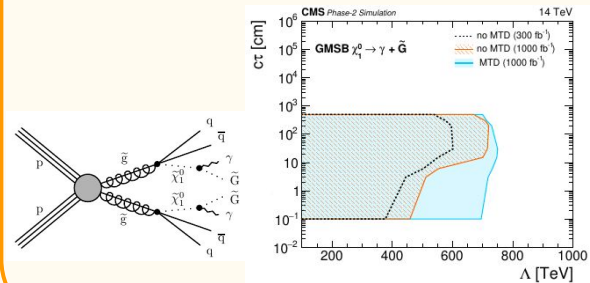 p
p
g̃
g̃
χ̃₁⁰
χ̃₁⁰
q
q̅
γ
G̃
G̃
γ
q̅
q
CMS Phase-2 Simulation 14 TeV
GMSB χ₁⁰ → γ + G̃
no MTD (300 fb⁻¹)
no MTD (1000 fb⁻¹)
MTD (1000 fb⁻¹)
cτ [cm]
10⁶
10⁵
10⁴
10³
10²
10
1
10⁻¹
10⁻²
200 400 600 800 1000
Λ [TeV]